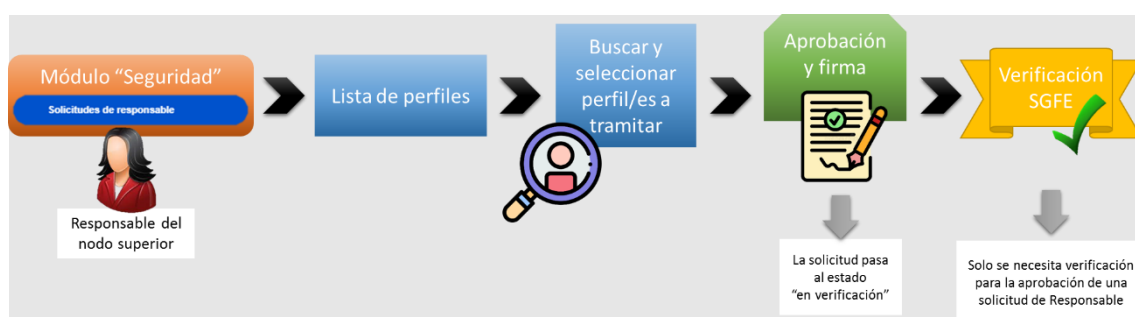 Módulo “Seguridad”
Solicitudes de responsable
Responsable del
nodo superior
Lista de perfiles
Buscar y
seleccionar
perfil/es a
tramitar
Aprobación
y firma
La solicitud pasa
al estado
“en verificación”
Verificación
SGFE
Solo se necesita verificación
para la aprobación de una
solicitud de Responsable